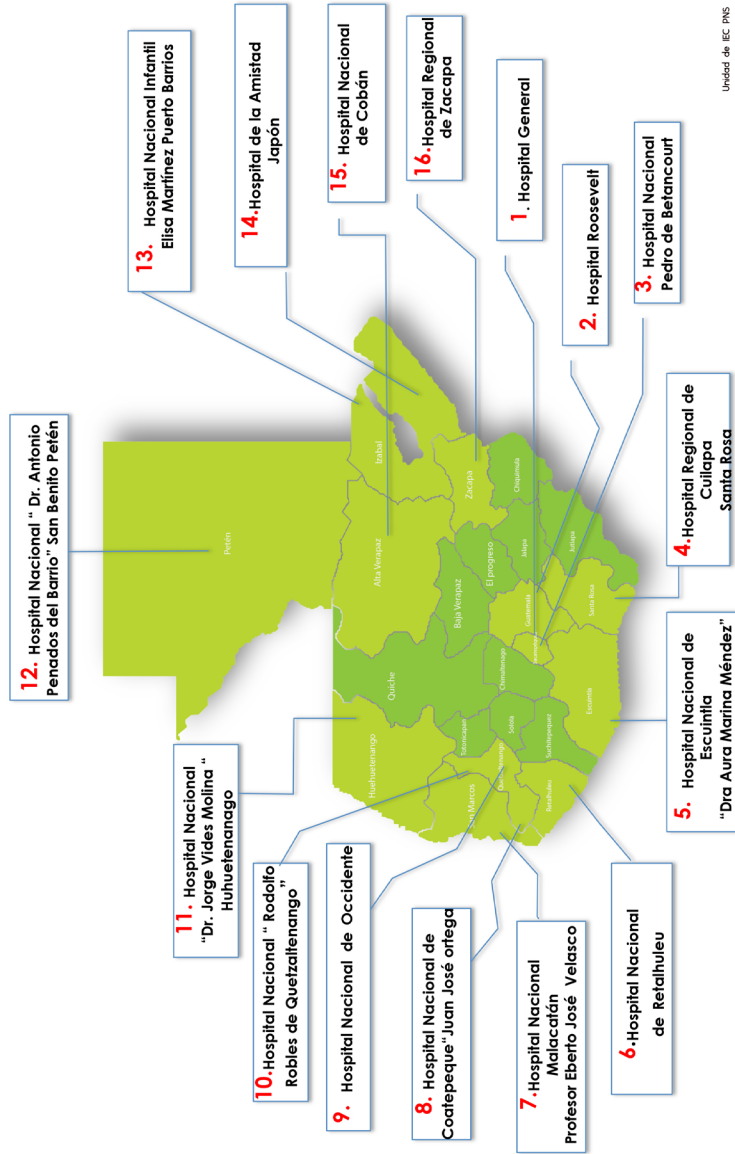 12. Hospital Nacional " Dr. Antonio
Penados del Barrio" San Benito Petén
13. Hospital Nacional Infantil
Elisa Martínez Puerto Barrios
14.Hospital de la Amistad
Japón
15. Hospital Nacional
de Cobán
16.Hospital Regional
de Zacapa
1. Hospital General
2. Hospital Roosevelt
3. Hospital Nacional
Pedro de Betancourt
4.Hospital Regional de
Cuilapa
Santa Rosa
5. Hospital Nacional de
Escuintla
"Dra Aura Marina Méndez"
6.Hospital Nacional
de Retalhuleu
7.Hospital Nacional
Malacatán
Profesor Eberto José Velasco
8. Hospital Nacional de
Coatepeque"Juan José ortega
9. Hospital Nacional de Occidente
10.Hospital Nacional " Rodolfo
Robles de Quetzaltenango "
11. Hospital Nacional
"Dr. Jorge Vides Molina "
Huhuetenanago
Petén
Izabal
Alta Verapaz
Quiche
Huehuetenango
Baja Verapaz
Zacapa
El progreso
Chiquimula
Jalapa
Jutiapa
Guatemala
Santa Rosa
Chimaltenango
Escuintla
Totonicapan
Sololá
Suchitepequez
Retalhuleu
Marcos
Unidad de IEC PNS